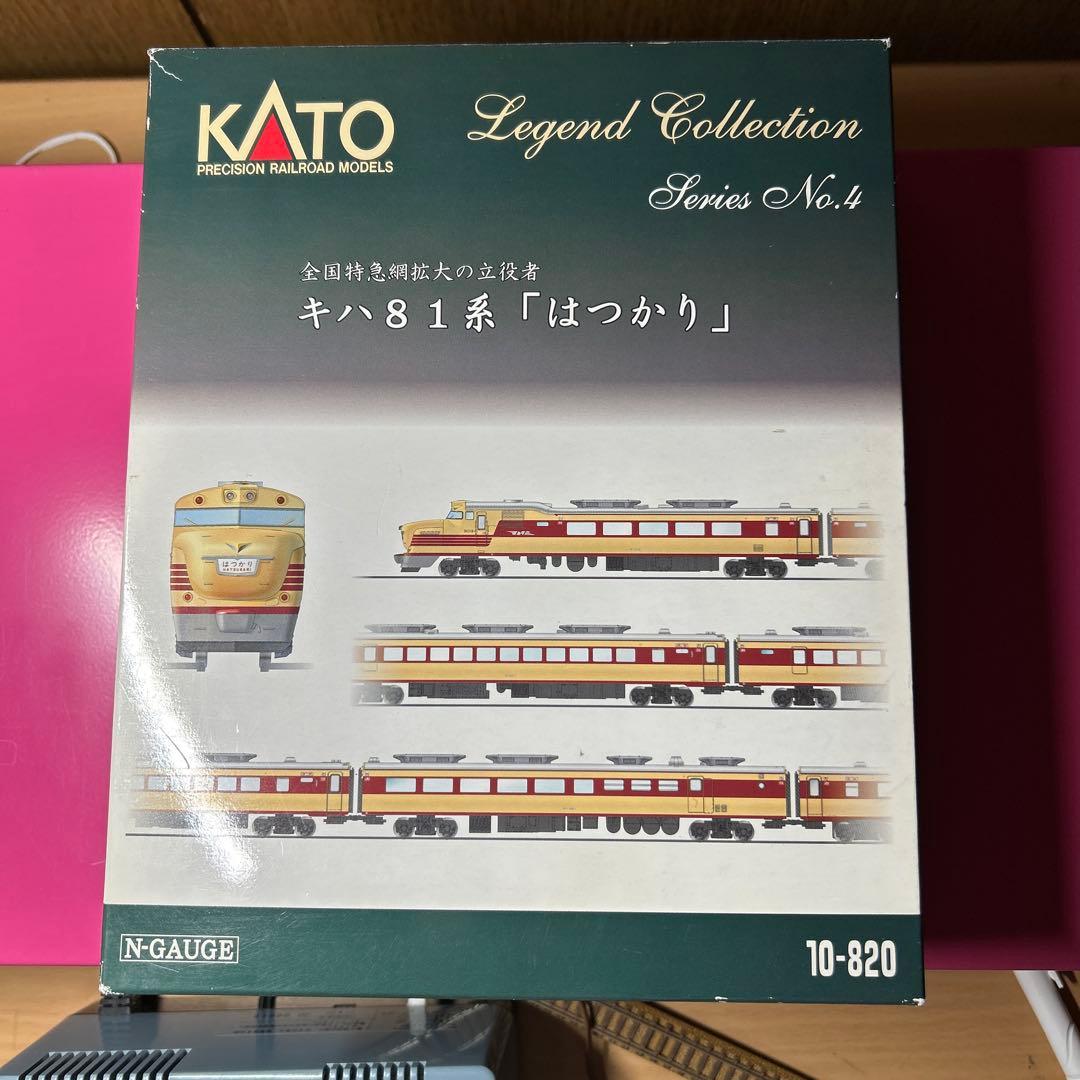 KATO
PRECISION RAILROAD MODELS
Legend Collection
Series No.4
全国特急網拡大の立役者
キハ81系「はつかり」
はつかり
HATSUKARI
N-GAUGE
10-820